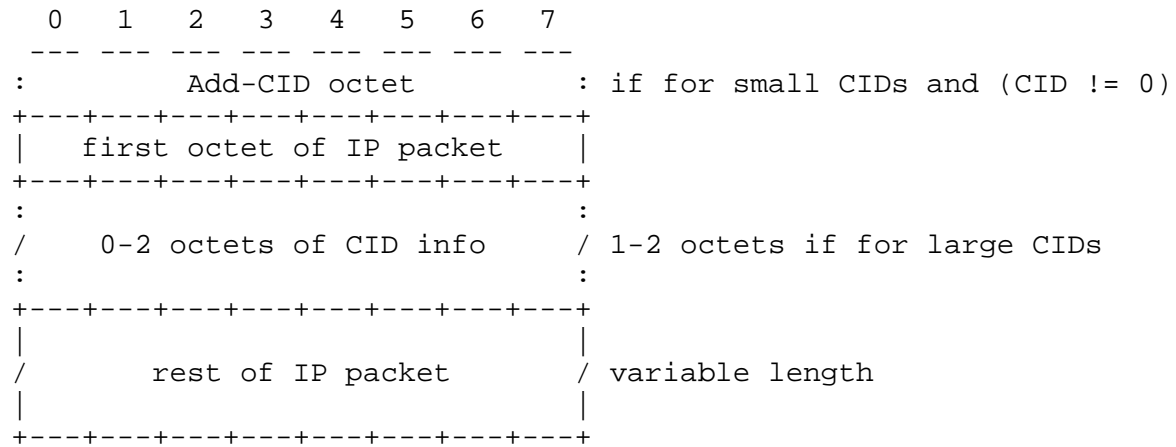 0   1   2   3   4   5   6   7
 --- --- --- --- --- --- --- ---
:         Add-CID octet         : if for small CIDs and (CID != 0)
+---+---+---+---+---+---+---+---+
|   first octet of IP packet    |
+---+---+---+---+---+---+---+---+
:                               :
/    0-2 octets of CID info     / 1-2 octets if for large CIDs
:                               :
+---+---+---+---+---+---+---+---+
|                               |
/       rest of IP packet       / variable length
|                               |
+---+---+---+---+---+---+---+---+